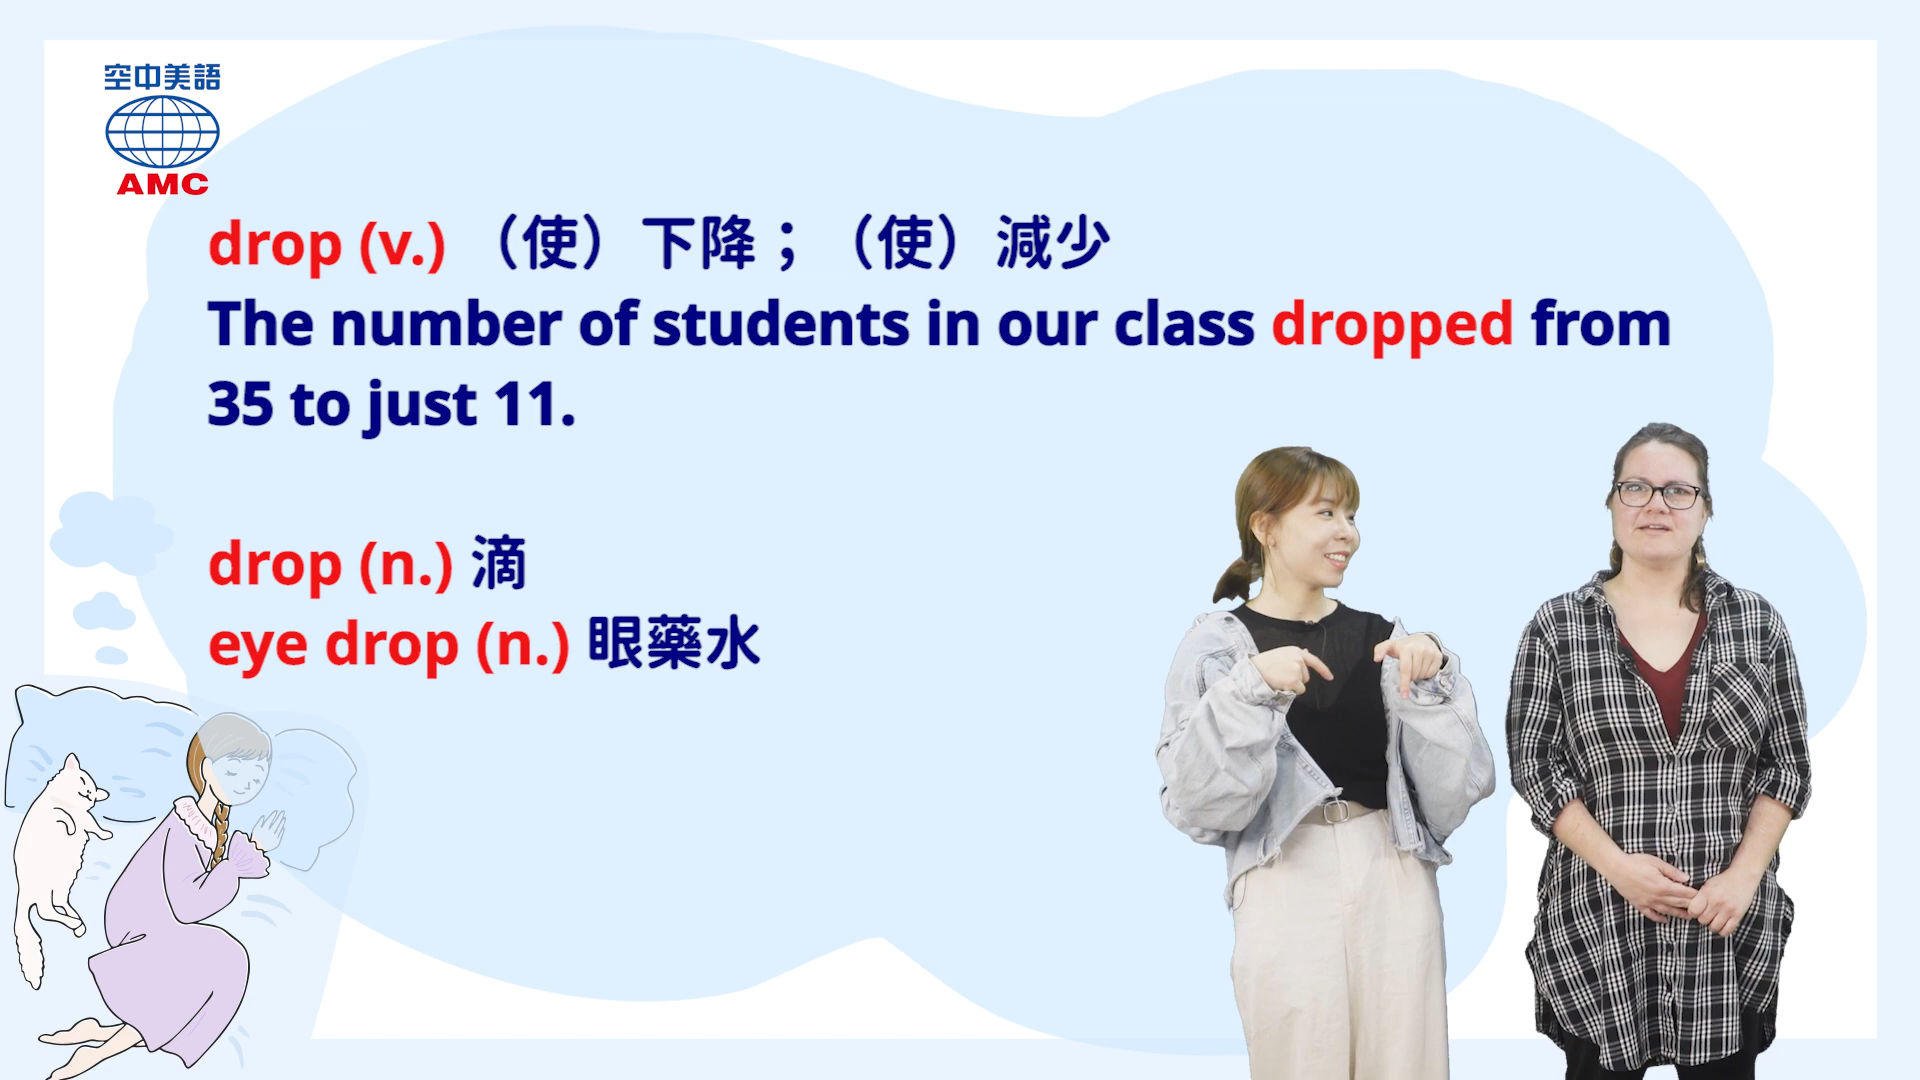 空中美語
AMC
drop (v.) （使）下降；（使）減少
The number of students in our class dropped from
35 to just 11.
drop (n.) 滴
eye drop (n.) 眼藥水